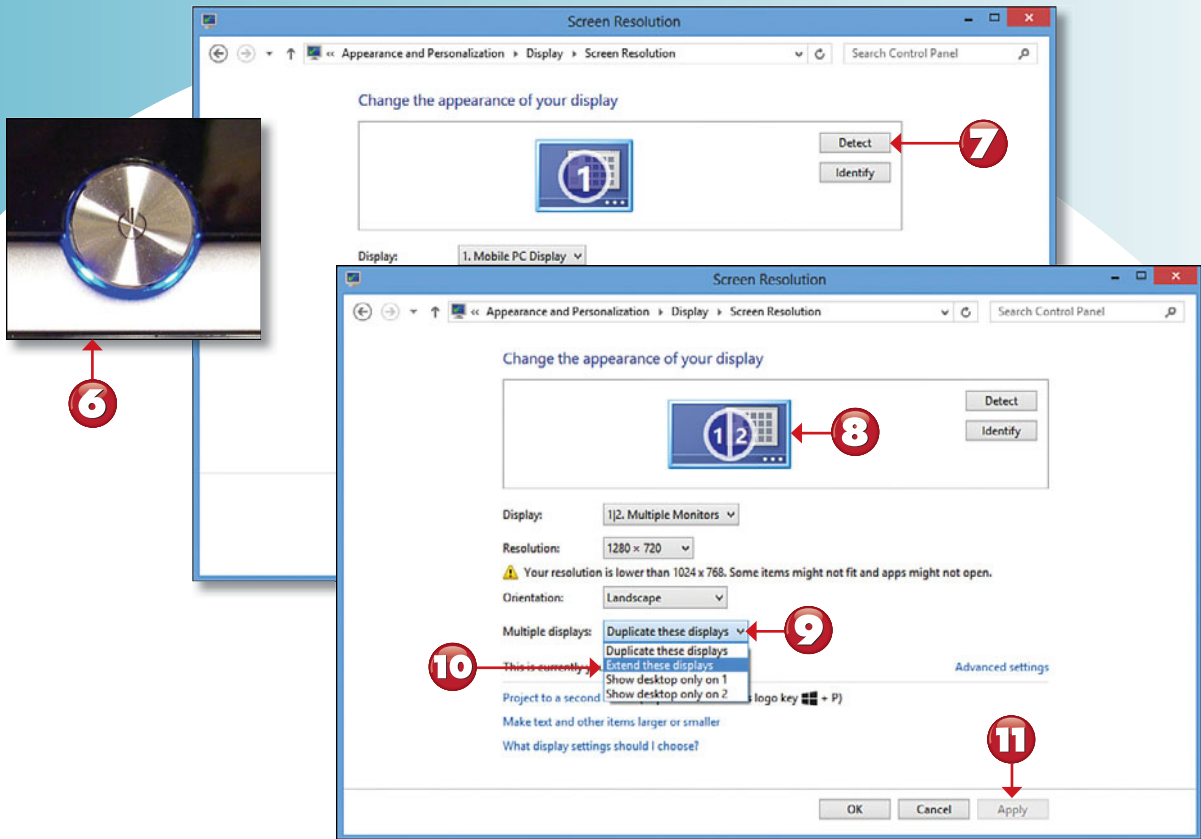 Screen Resolution
« Appearance and Personalization ▸ Display ▸ Screen Resolution
Search Control Panel
Change the appearance of your display
1
Detect
7
Identify
Display:
1. Mobile PC Display
6
Screen Resolution
« Appearance and Personalization ▸ Display ▸ Screen Resolution
Search Control Panel
Change the appearance of your display
1 2
8
Detect
Identify
Display:
1|2. Multiple Monitors
Resolution:
1280 × 720
Your resolution is lower than 1024 x 768. Some items might not fit and apps might not open.
Orientation:
Landscape
Multiple displays:
Duplicate these displays
9
Duplicate these displays
10
This is currently
Extend these displays
Show desktop only on 1
Show desktop only on 2
Advanced settings
Project to a second
logo key + P)
Make text and other items larger or smaller
What display settings should I choose?
11
OK
Cancel
Apply